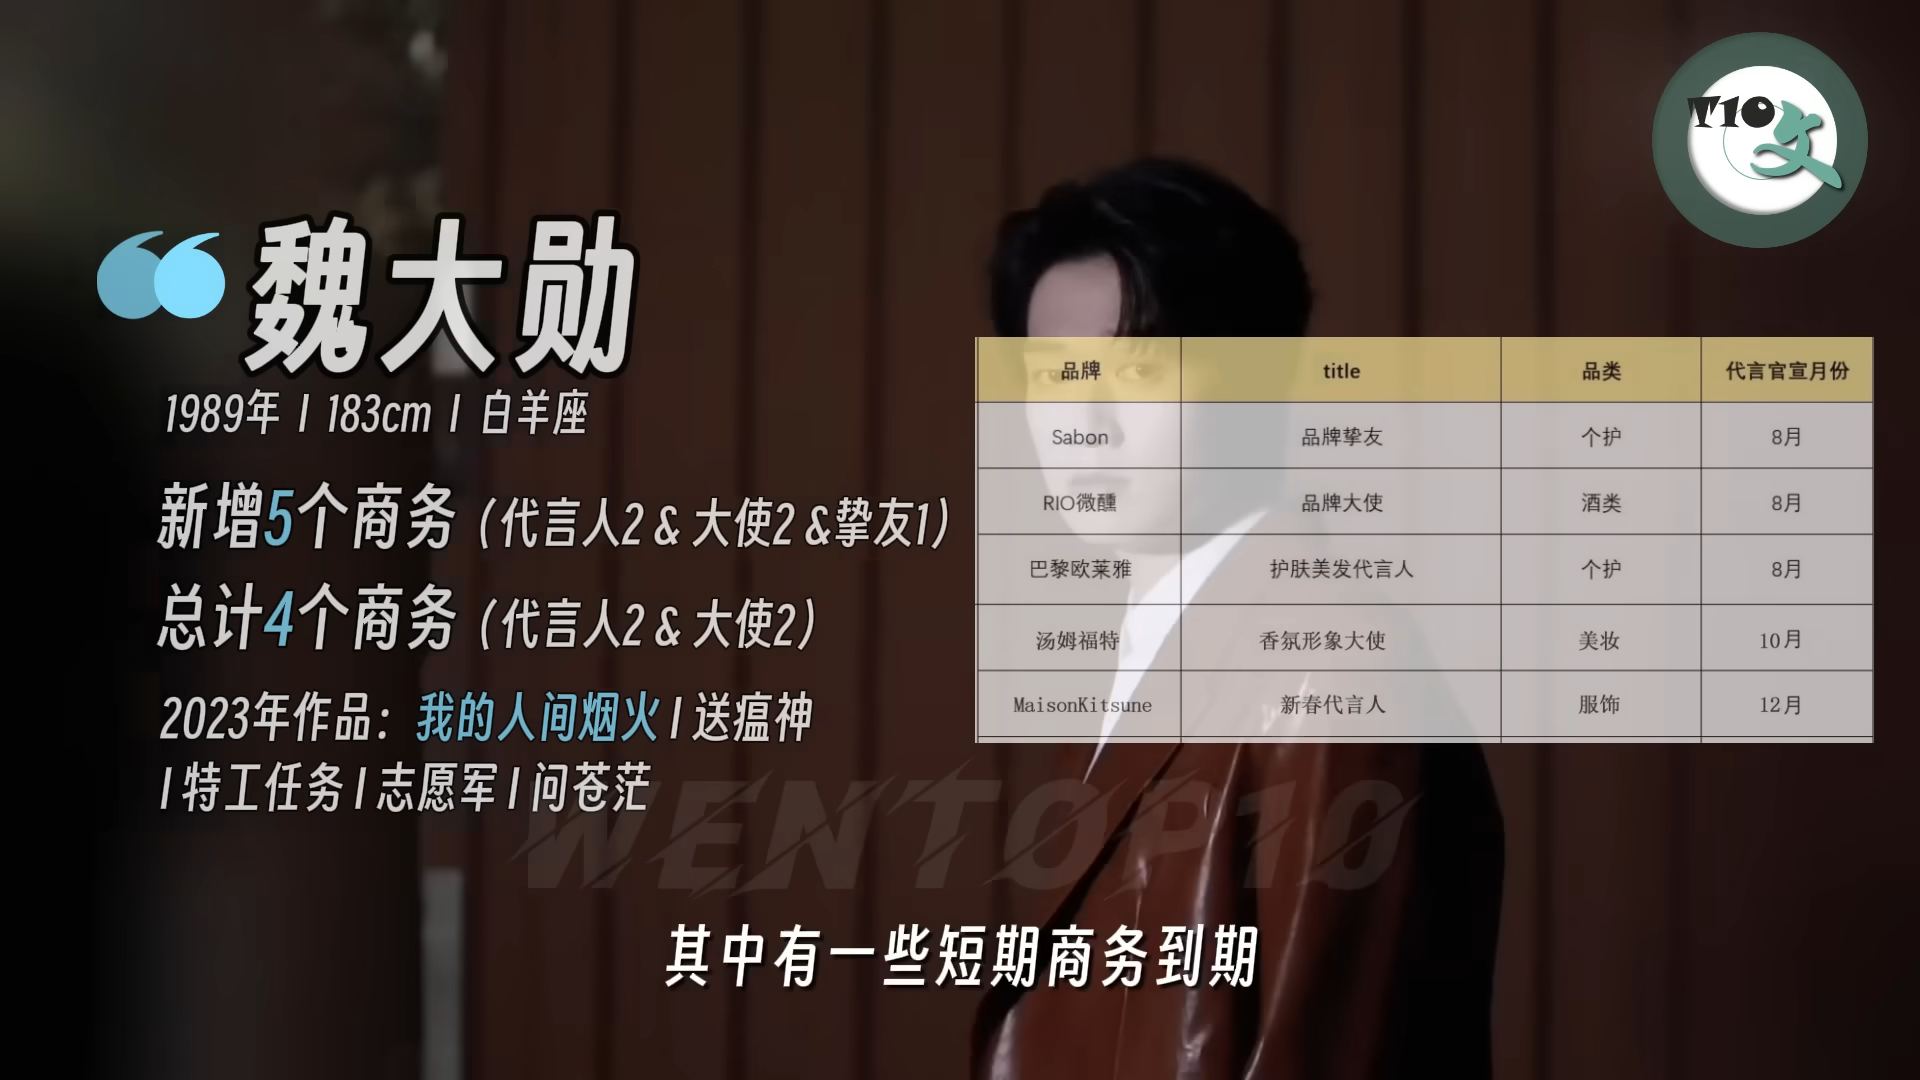 T10文
魏大勋
1989年 | 183cm | 白羊座
新增5个商务（代言人2 & 大使2 &挚友1）
总计4个商务（代言人2 & 大使2）
2023年作品：我的人间烟火 | 送瘟神
| 特工任务 | 志愿军 | 问苍茫
品牌 title 品类 代言官宣月份
Sabon 品牌挚友 个护 8月
RIO微醺 品牌大使 酒类 8月
巴黎欧莱雅 护肤美发代言人 个护 8月
汤姆福特 香氛形象大使 美妆 10月
MaisonKitsune 新春代言人 服饰 12月
WENTOP10
其中有一些短期商务到期